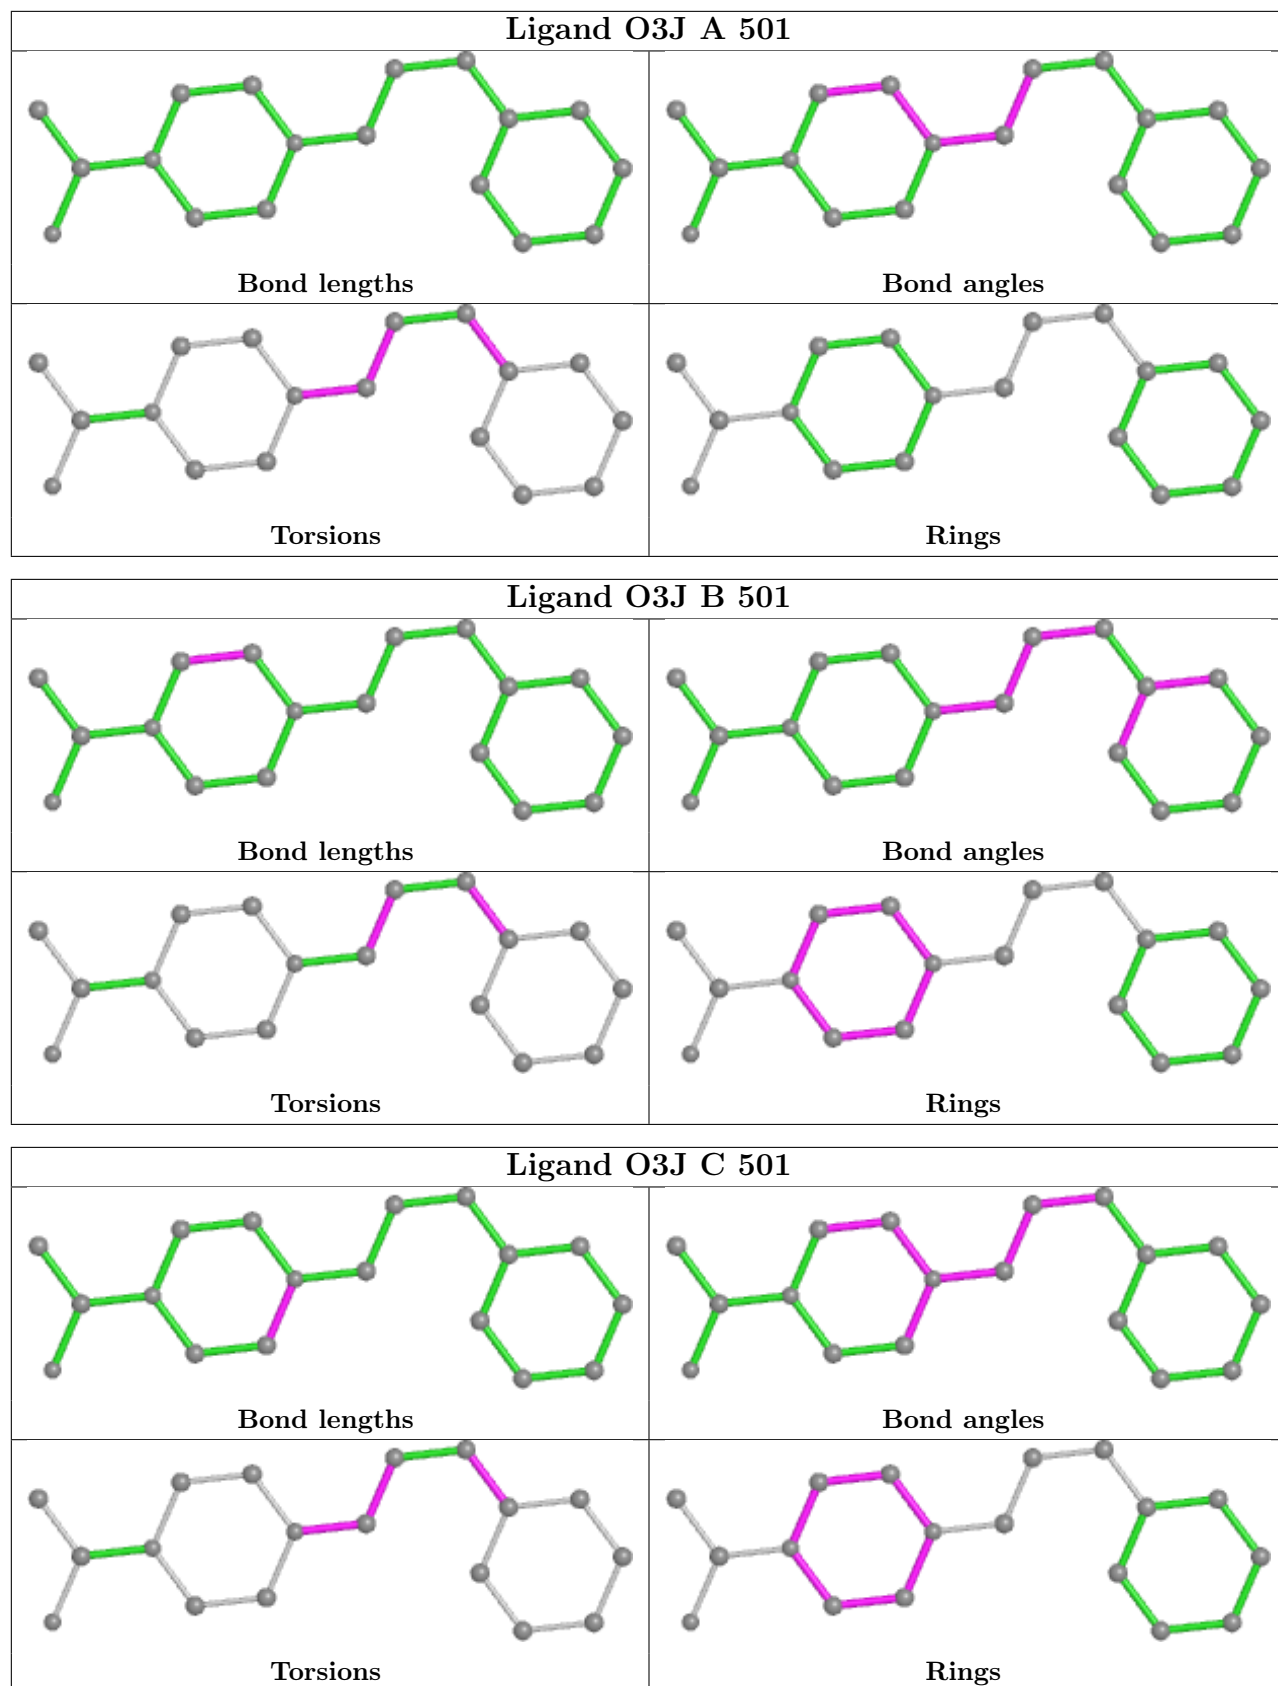 Ligand O3J A 501
Bond lengths
Bond angles
Torsions
Rings
Ligand O3J B 501
Bond lengths
Bond angles
Torsions
Rings
Ligand O3J C 501
Bond lengths
Bond angles
Torsions
Rings